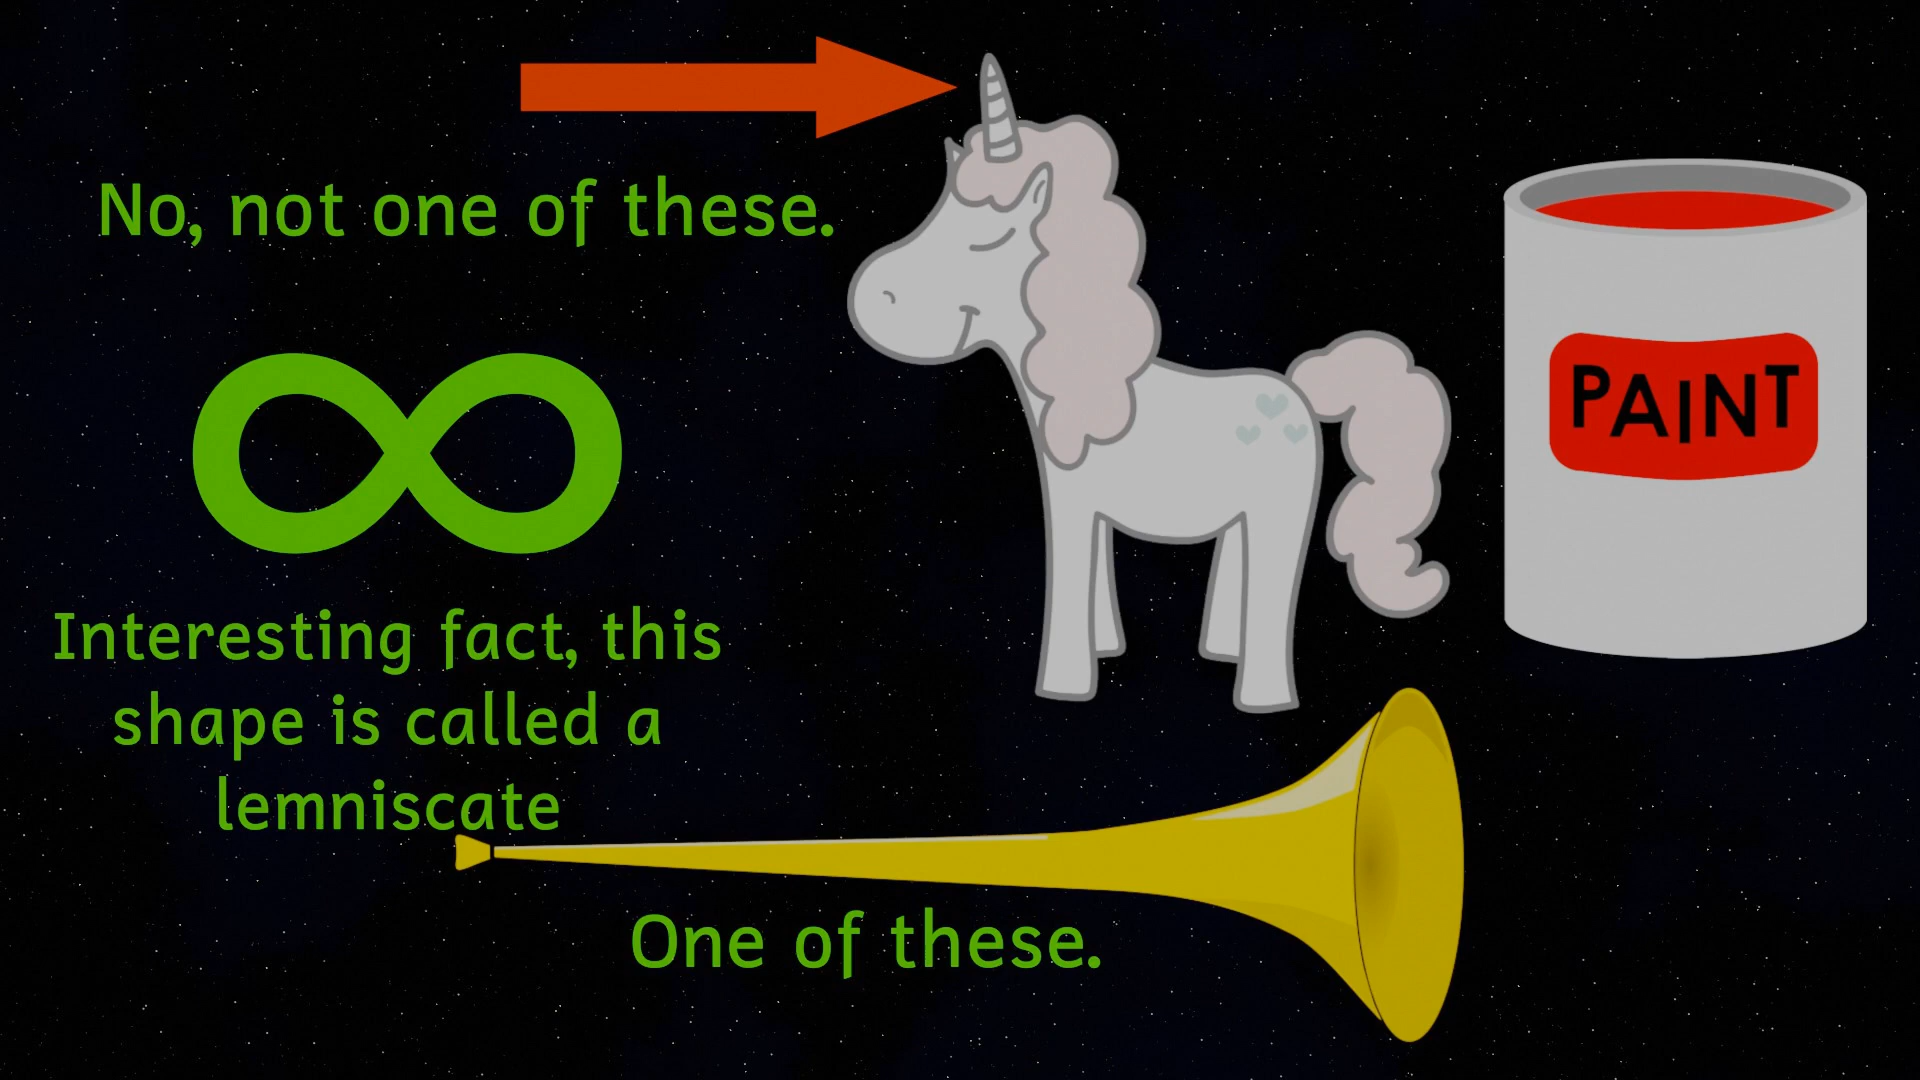 No, not one of these.
PAINT
Interesting fact, this
shape is called a
lemniscate
One of these.